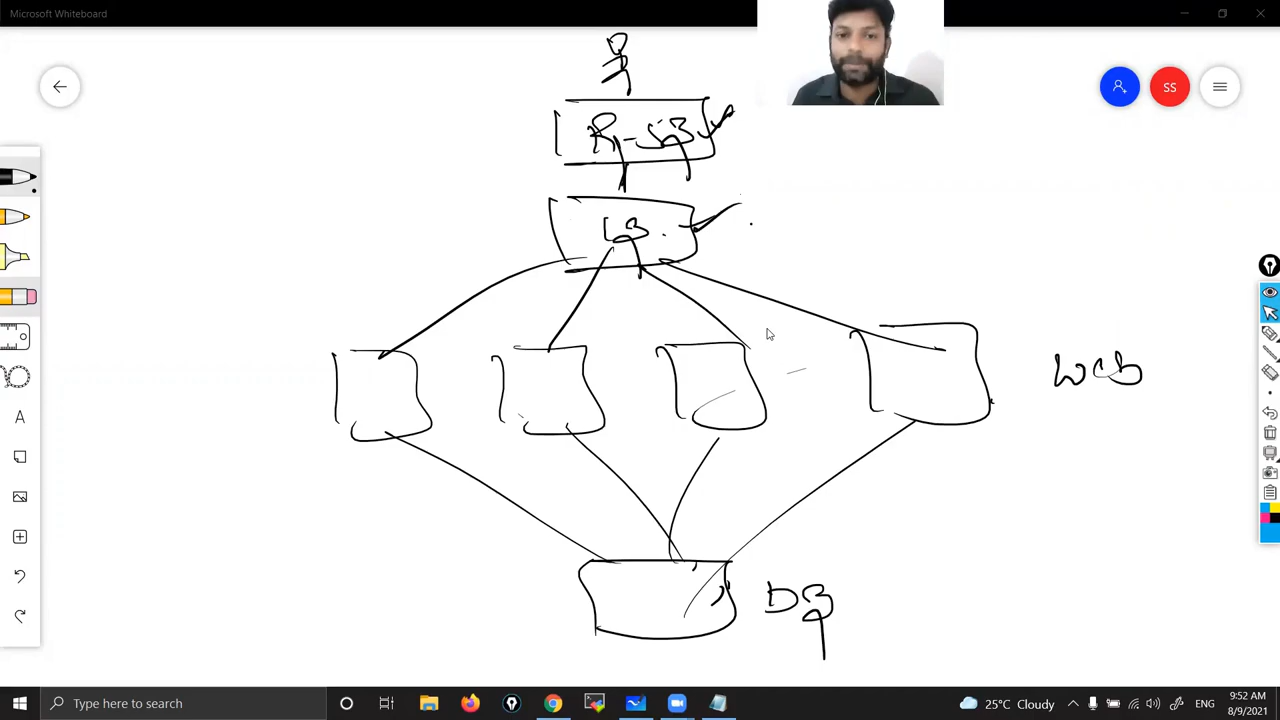 Microsoft Whiteboard
SS
R-53
LB
Web
DB
A
Type here to search
25°C Cloudy
ENG
9:52 AM
8/9/2021